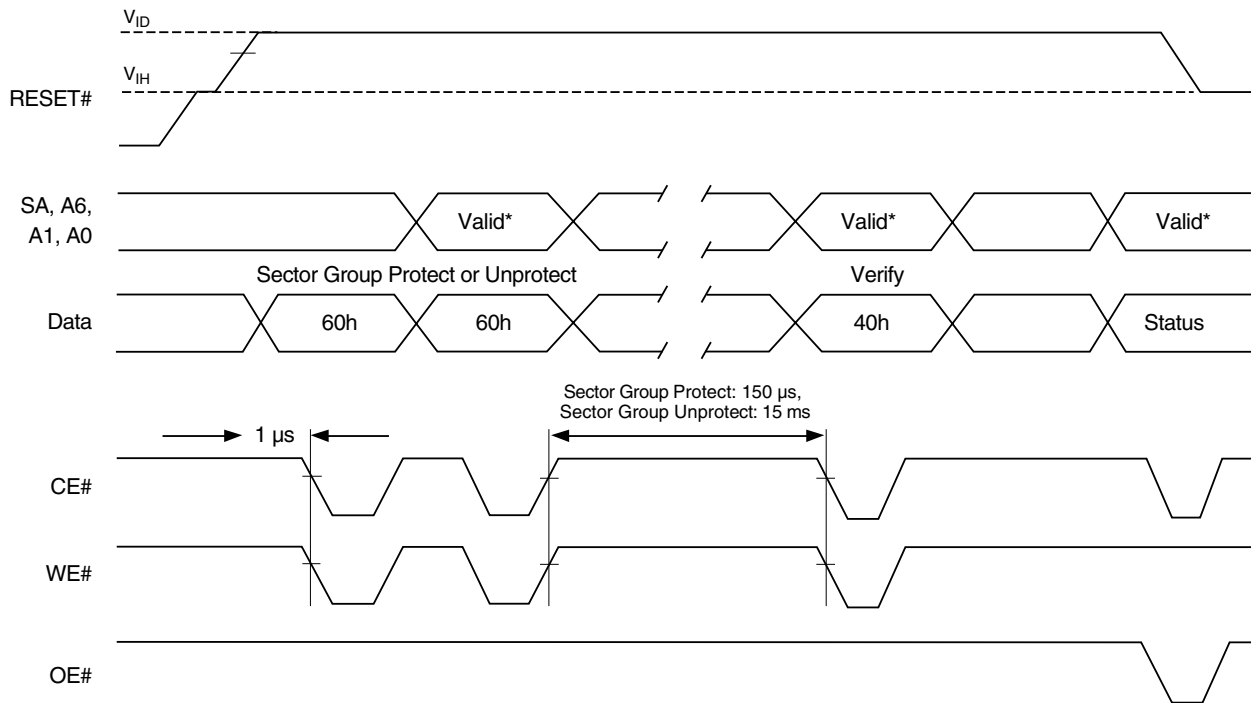 VID
VIH
RESET#
SA, A6,
A1, A0
Valid*
Valid*
Valid*
Sector Group Protect or Unprotect
Verify
Data
60h
60h
40h
Status
Sector Group Protect: 150 µs,
Sector Group Unprotect: 15 ms
1 µs
CE#
WE#
OE#